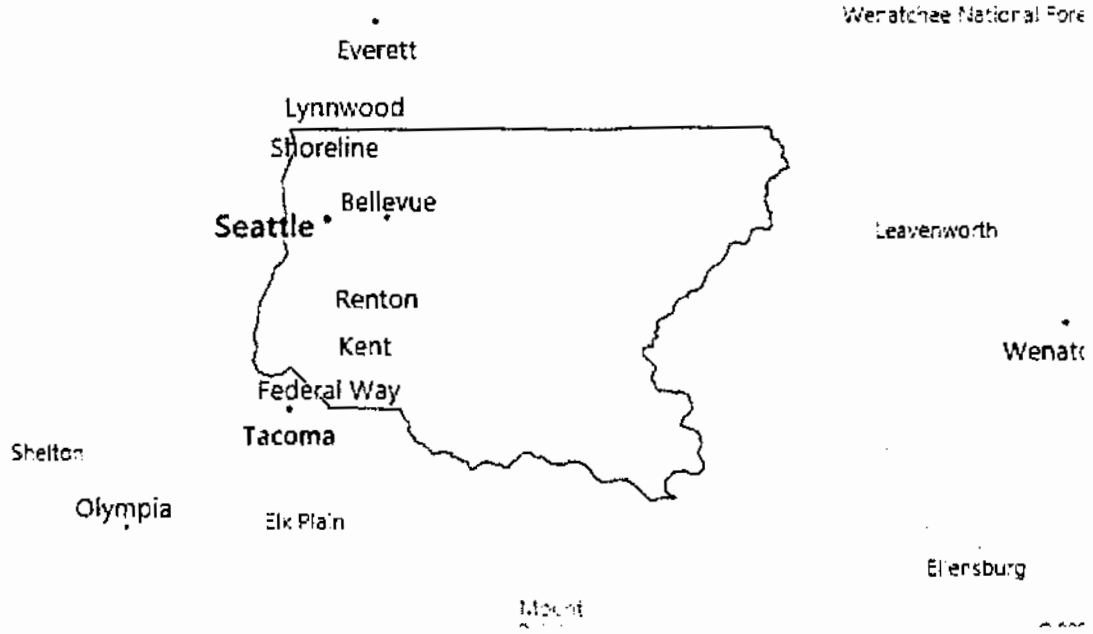 Wenatchee National Fore
Everett
Lynnwood
Shoreline
Bellevue
Seattle
Leavenworth
Renton
Kent
Wenatc
Federal Way
Tacoma
Shelton
Olympia
Elk Plain
Ellensburg
Mount